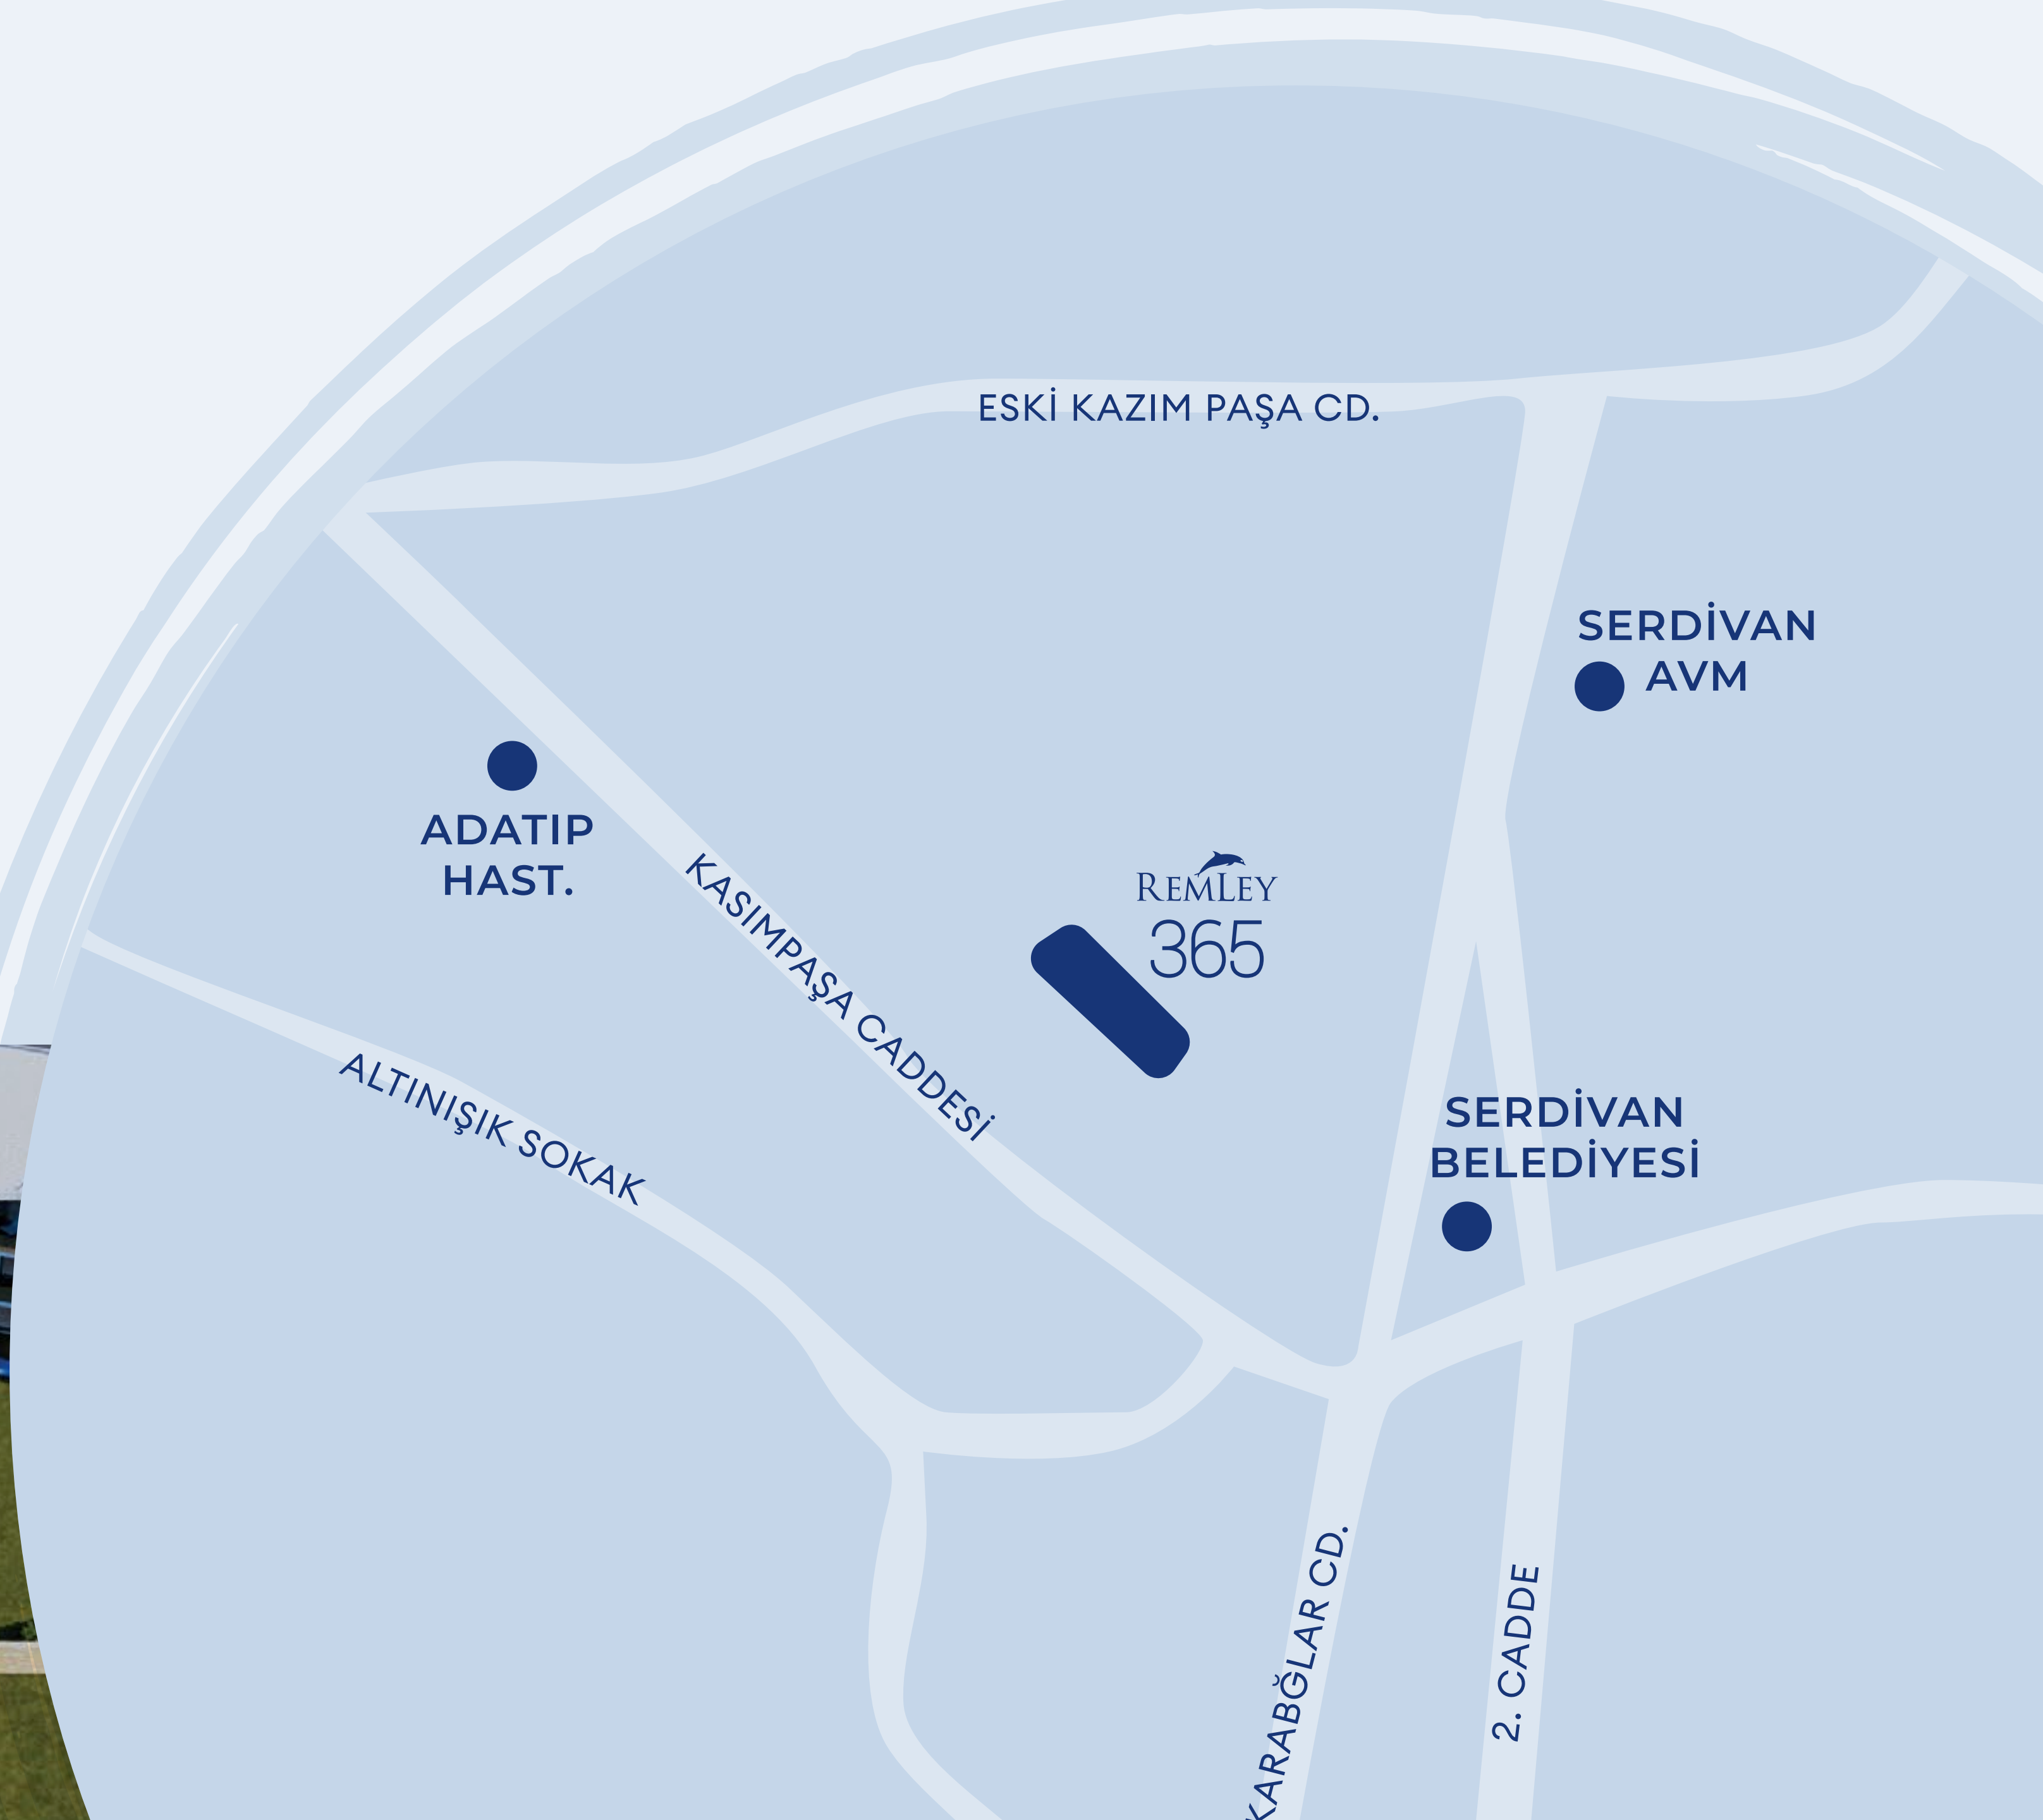 ESKİ KAZIM PAŞA CD.
SERDİVAN
AVM
ADATIP
HAST.
KASIMPAŞA CADDESİ
REMLEY
365
ALTINIŞIK SOKAK
SERDİVAN
BELEDİYESİ
KARABĞLAR CD.
2. CADDE